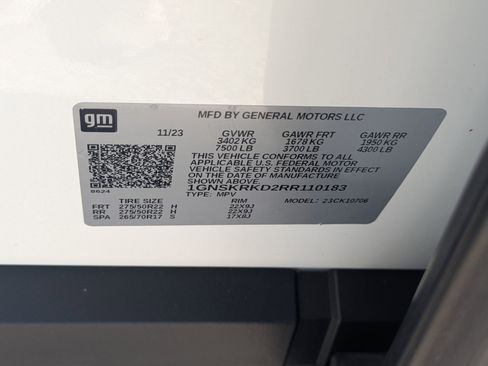 gm
MFD BY GENERAL MOTORS LLC
11/23 GVWR GAWR FRT GAWR RR
3402 KG 1678 KG 1950 KG
7500 LB 3700 LB 4300 LB
THIS VEHICLE CONFORMS TO ALL
APPLICABLE U.S. FEDERAL MOTOR
VEHICLE SAFETY STANDARDS IN
EFFECT ON THE DATE OF MANUFACTURE
SHOWN ABOVE.
1GNSKRKD2RR110183
8624 TYPE: MPV MODEL: 23CK10706
TIRE SIZE RIM
FRT 275/50R22 H 22X9J
RR 275/50R22 H 22X9J
SPA 265/70R17 S 17X8J